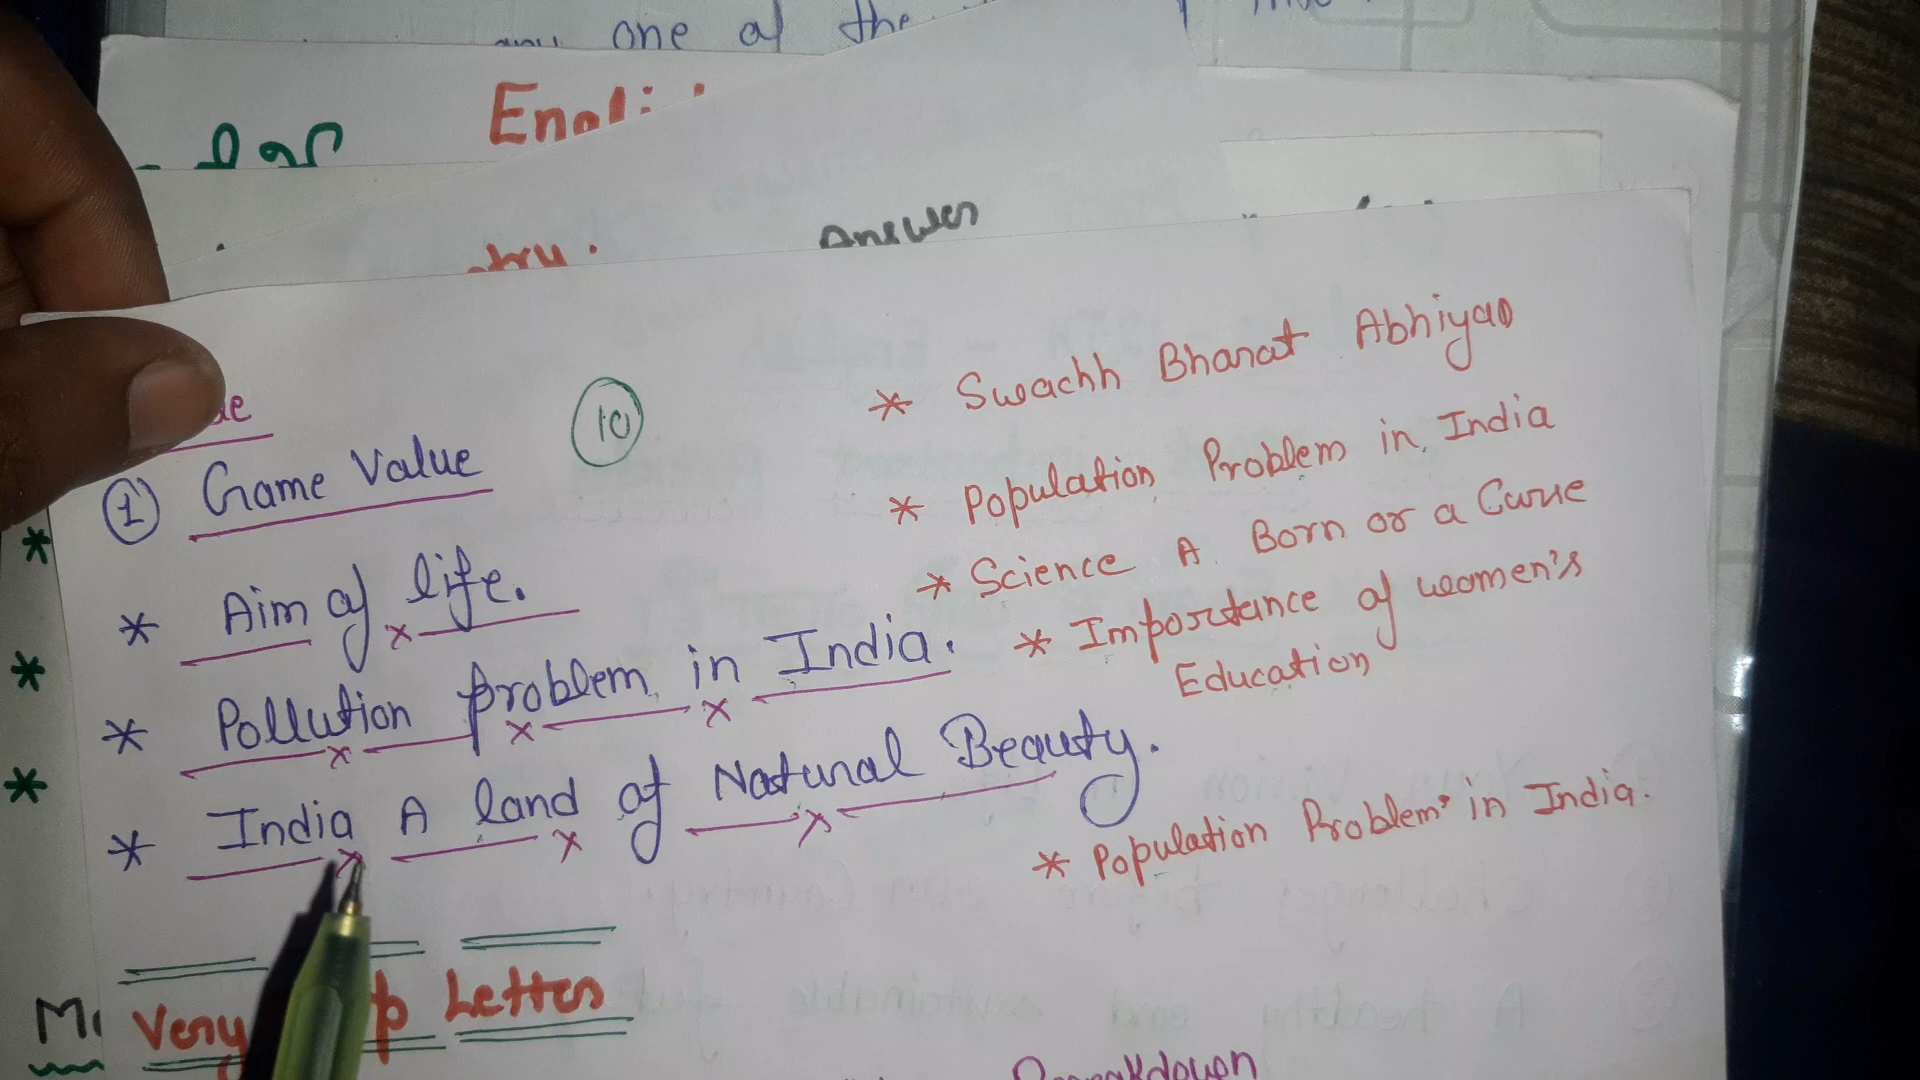 one of the
English
Answer
① Game Value
10
* Aim of life.
* Pollution problem in India.
* India A land of Natural Beauty.
* Swachh Bharat Abhiyan
* Population Problem in India
* Science A Born or a Curse
* Importance of women's
Education
* Population Problem in India.
Very Letter